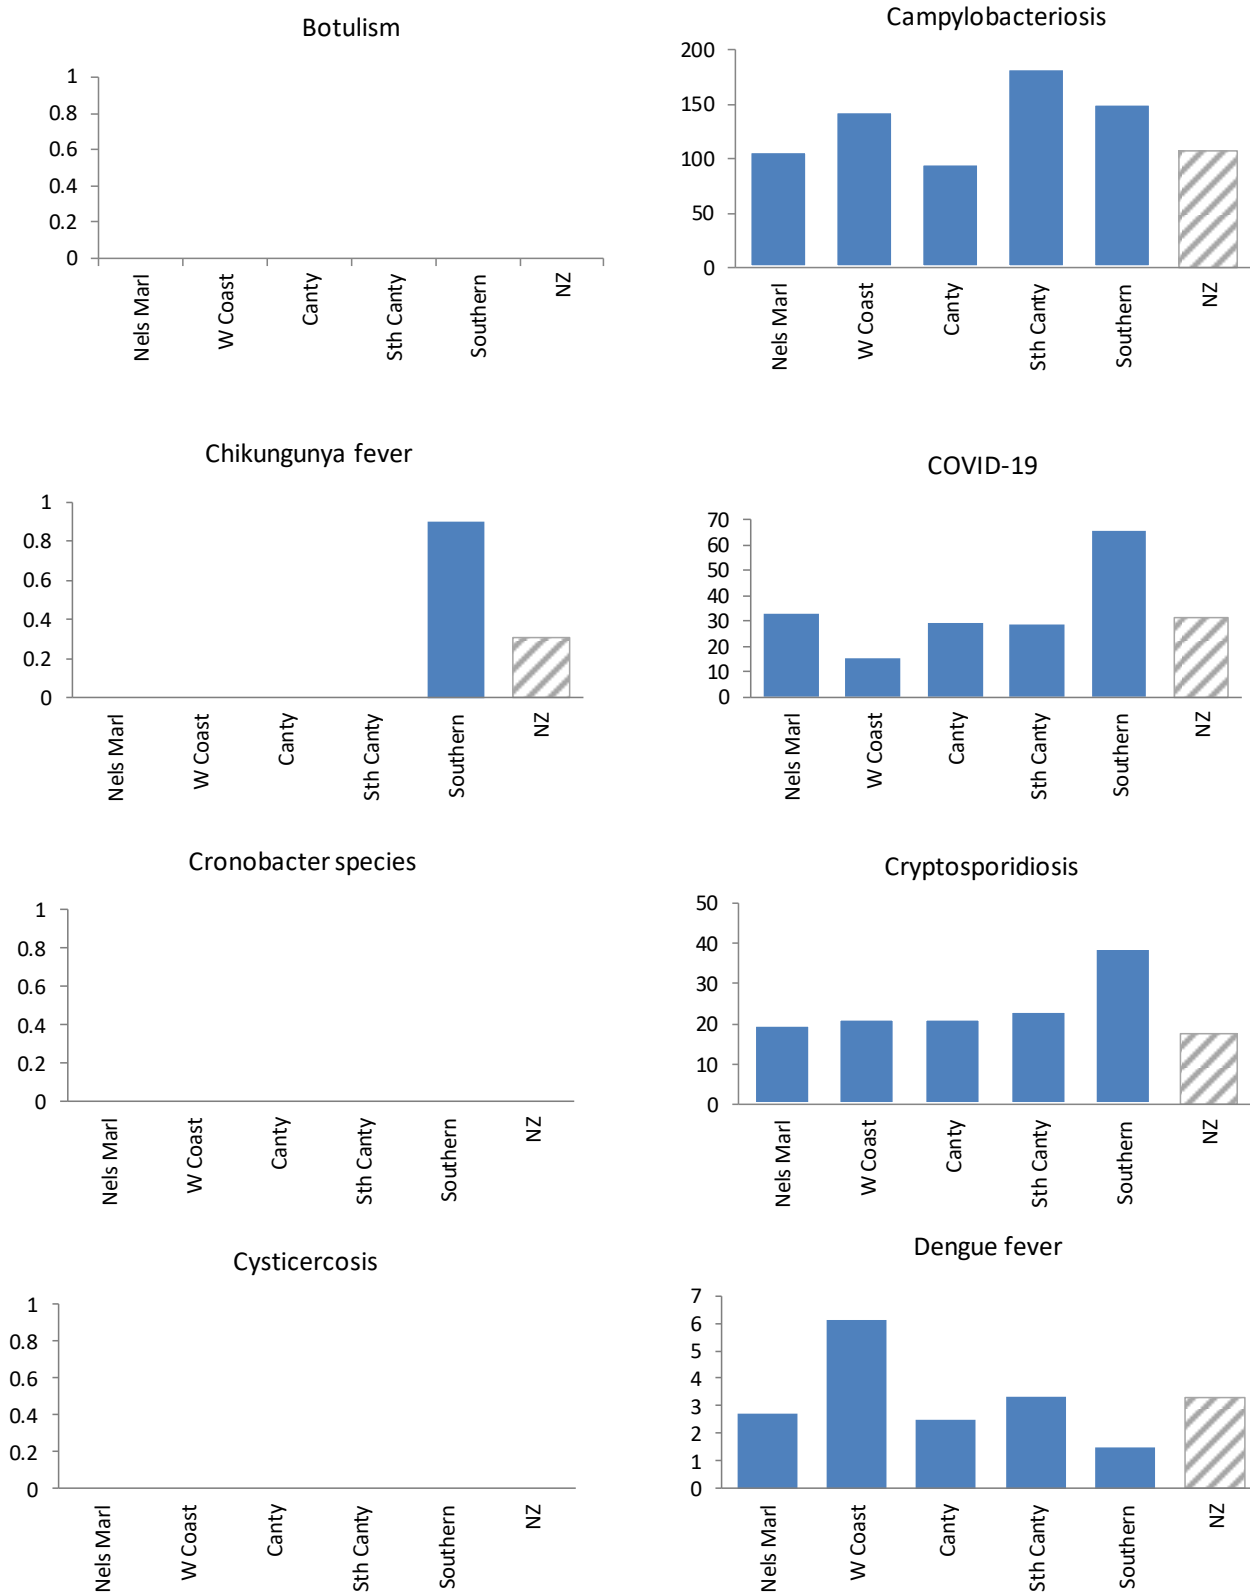 Botulism
1
0.8
0.6
0.4
0.2
0
Nels Marl
W Coast
Canty
Sth Canty
Southern
NZ
Campylobacteriosis
200
150
100
50
0
Nels Marl
W Coast
Canty
Sth Canty
Southern
NZ
Chikungunya fever
1
0.8
0.6
0.4
0.2
0
Nels Marl
W Coast
Canty
Sth Canty
Southern
NZ
COVID-19
70
60
50
40
30
20
10
0
Nels Marl
W Coast
Canty
Sth Canty
Southern
NZ
Cronobacter species
1
0.8
0.6
0.4
0.2
0
Nels Marl
W Coast
Canty
Sth Canty
Southern
NZ
Cryptosporidiosis
50
40
30
20
10
0
Nels Marl
W Coast
Canty
Sth Canty
Southern
NZ
Cysticercosis
1
0.8
0.6
0.4
0.2
0
Nels Marl
W Coast
Canty
Sth Canty
Southern
NZ
Dengue fever
7
6
5
4
3
2
1
0
Nels Marl
W Coast
Canty
Sth Canty
Southern
NZ